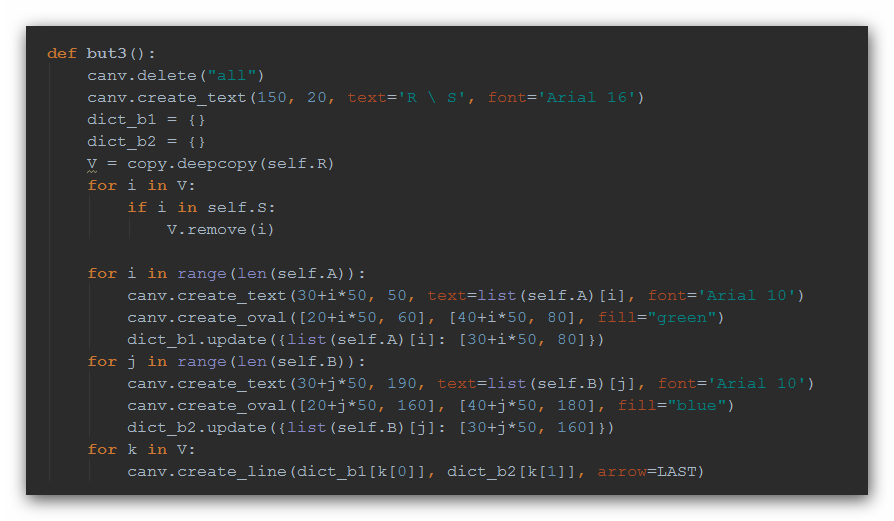 def but3():
    canv.delete("all")
    canv.create_text(150, 20, text='R \ S', font='Arial 16')
    dict_b1 = {}
    dict_b2 = {}
    V = copy.deepcopy(self.R)
    for i in V:
        if i in self.S:
            V.remove(i)

    for i in range(len(self.A)):
        canv.create_text(30+i*50, 50, text=list(self.A)[i], font='Arial 10')
        canv.create_oval([20+i*50, 60], [40+i*50, 80], fill="green")
        dict_b1.update({list(self.A)[i]: [30+i*50, 80]})
    for j in range(len(self.B)):
        canv.create_text(30+j*50, 190, text=list(self.B)[j], font='Arial 10')
        canv.create_oval([20+j*50, 160], [40+j*50, 180], fill="blue")
        dict_b2.update({list(self.B)[j]: [30+j*50, 160]})
    for k in V:
        canv.create_line(dict_b1[k[0]], dict_b2[k[1]], arrow=LAST)